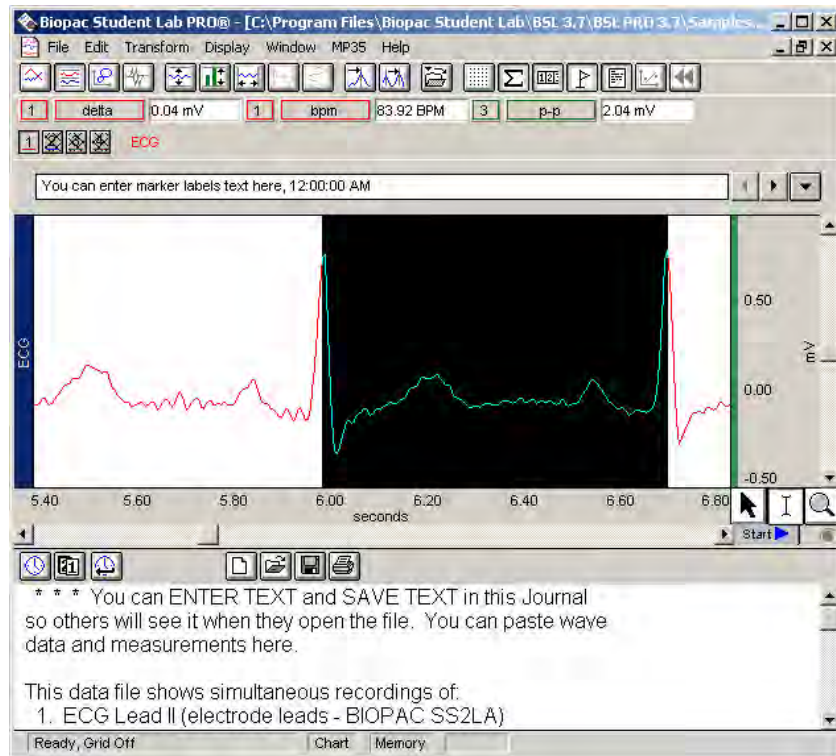 Biopac Student Lab PRO® - [C:\Program Files\Biopac Student Lab\BSL 3.7\BSL PRO 3.7\Samples...
File Edit Transform Display Window MP35 Help
1 delta 0.04 mV 1 bpm 83.92 BPM 3 p-p 2.04 mV
1 ECG
You can enter marker labels text here, 12:00:00 AM
ECG
0.50
mV
0.00
-0.50
5.40 5.60 5.80 6.00 6.20 6.40 6.60 6.80
seconds
Start
* * * You can ENTER TEXT and SAVE TEXT in this Journal
so others will see it when they open the file. You can paste wave
data and measurements here.
This data file shows simultaneous recordings of:
1. ECG Lead II (electrode leads - BIOPAC SS2LA)
Ready, Grid Off Chart Memory